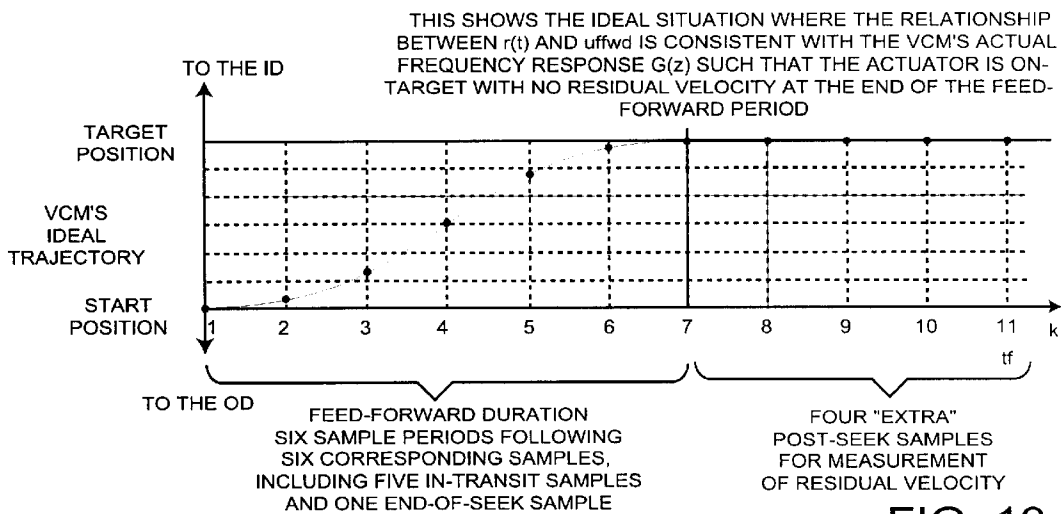 THIS SHOWS THE IDEAL SITUATION WHERE THE RELATIONSHIP
BETWEEN r(t) AND uffwd IS CONSISTENT WITH THE VCM'S ACTUAL
FREQUENCY RESPONSE G(z) SUCH THAT THE ACTUATOR IS ON-
TARGET WITH NO RESIDUAL VELOCITY AT THE END OF THE FEED-
FORWARD PERIOD
TO THE ID
TARGET
POSITION
VCM'S
IDEAL
TRAJECTORY
START
POSITION
1 2 3 4 5 6 7 8 9 10 11 k
tf
TO THE OD
FEED-FORWARD DURATION
SIX SAMPLE PERIODS FOLLOWING
SIX CORRESPONDING SAMPLES,
INCLUDING FIVE IN-TRANSIT SAMPLES
AND ONE END-OF-SEEK SAMPLE
FOUR "EXTRA"
POST-SEEK SAMPLES
FOR MEASUREMENT
OF RESIDUAL VELOCITY